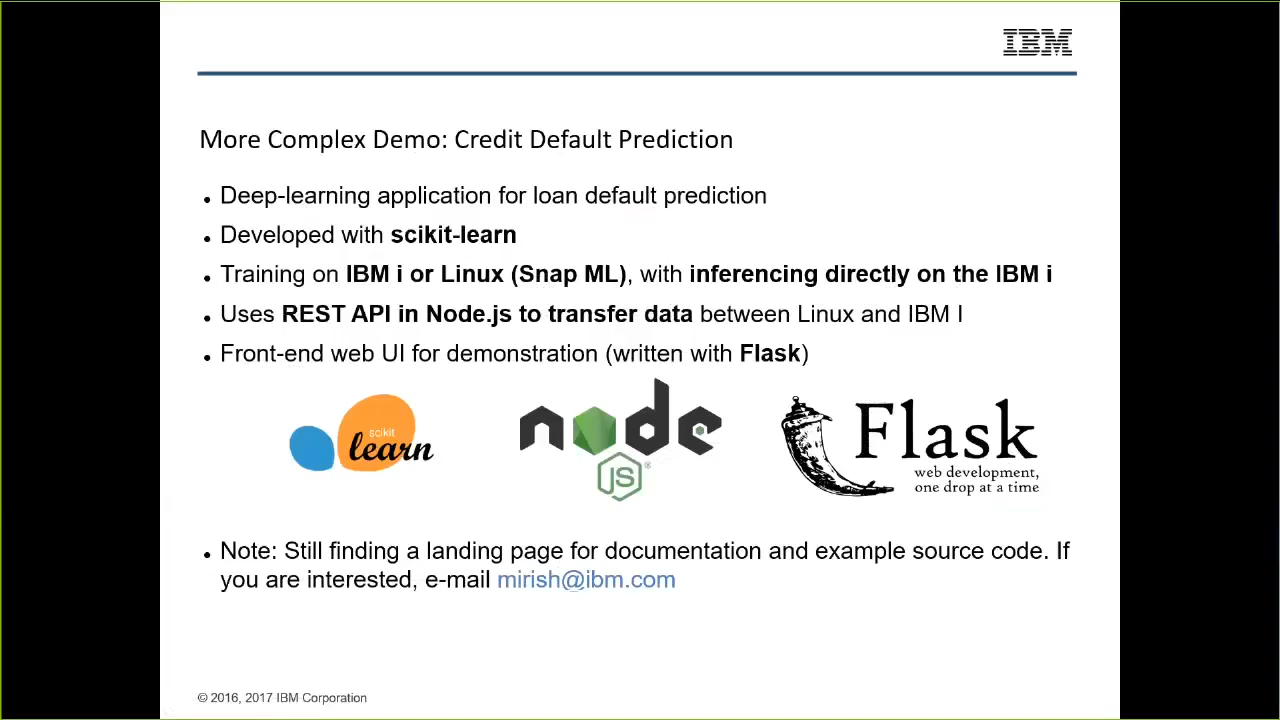 IBM
More Complex Demo: Credit Default Prediction
• Deep-learning application for loan default prediction
• Developed with scikit-learn
• Training on IBM i or Linux (Snap ML), with inferencing directly on the IBM i
• Uses REST API in Node.js to transfer data between Linux and IBM I
• Front-end web UI for demonstration (written with Flask)
scikit
learn
node
JS®
Flask
web development,
one drop at a time
• Note: Still finding a landing page for documentation and example source code. If
you are interested, e-mail mirish@ibm.com
© 2016, 2017 IBM Corporation